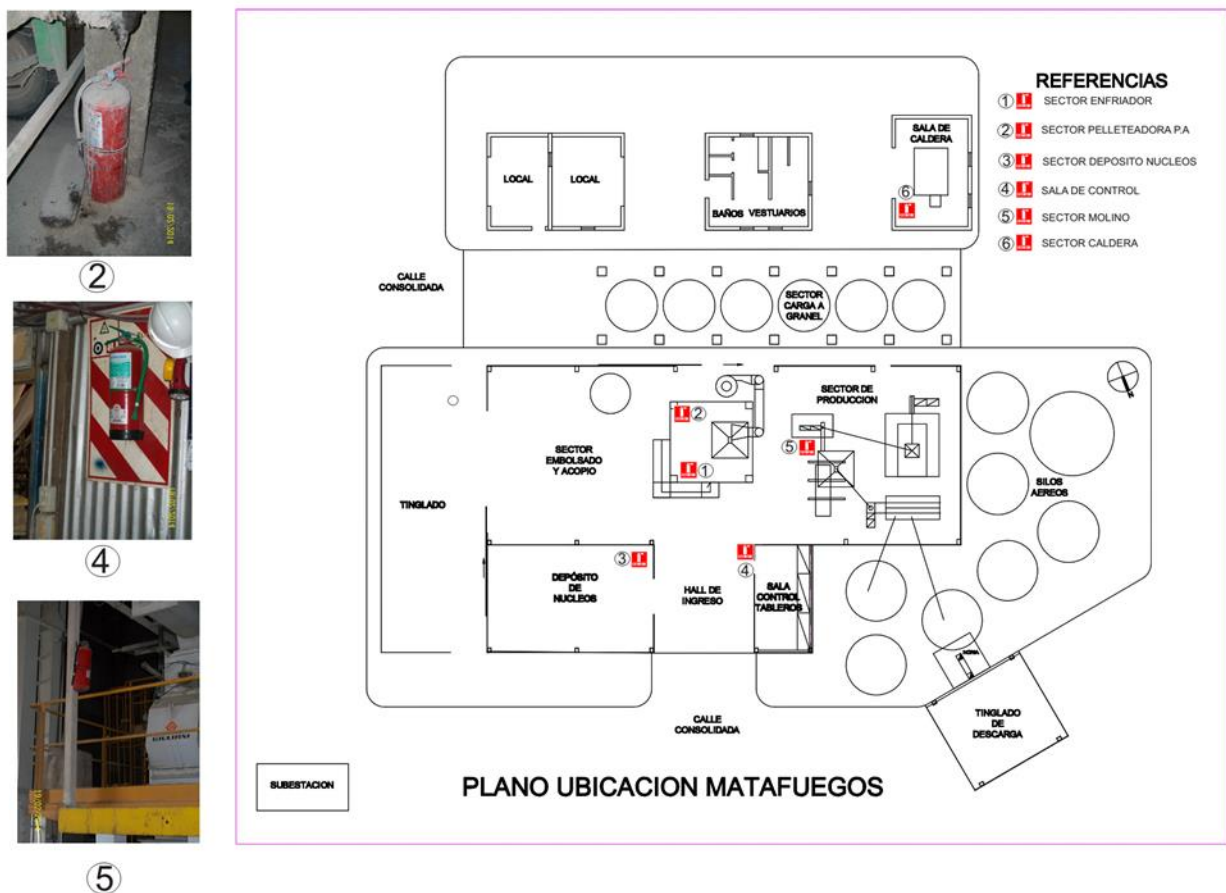 ②
④
⑤
REFERENCIAS
① SECTOR ENFRIADOR
② SECTOR PELLETEADORA P.A
③ SECTOR DEPOSITO NUCLEOS
④ SALA DE CONTROL
⑤ SECTOR MOLINO
⑥ SECTOR CALDERA
SALA DE
CALDERA
⑥
LOCAL
LOCAL
BAÑOS
VESTUARIOS
CALLE
CONSOLIDADA
SECTOR
CARGA A
GRANEL
SECTOR DE
PRODUCCION
②
①
⑤
SECTOR
EMBOLSADO
Y ACOPIO
TINGLADO
SILOS
AEREOS
③
④
DEPÓSITO
DE
NUCLEOS
HALL DE
INGRESO
SALA
CONTROL
TABLEROS
TINGLADO
DE
DESCARGA
CALLE
CONSOLIDADA
SUBESTACION
PLANO UBICACION MATAFUEGOS